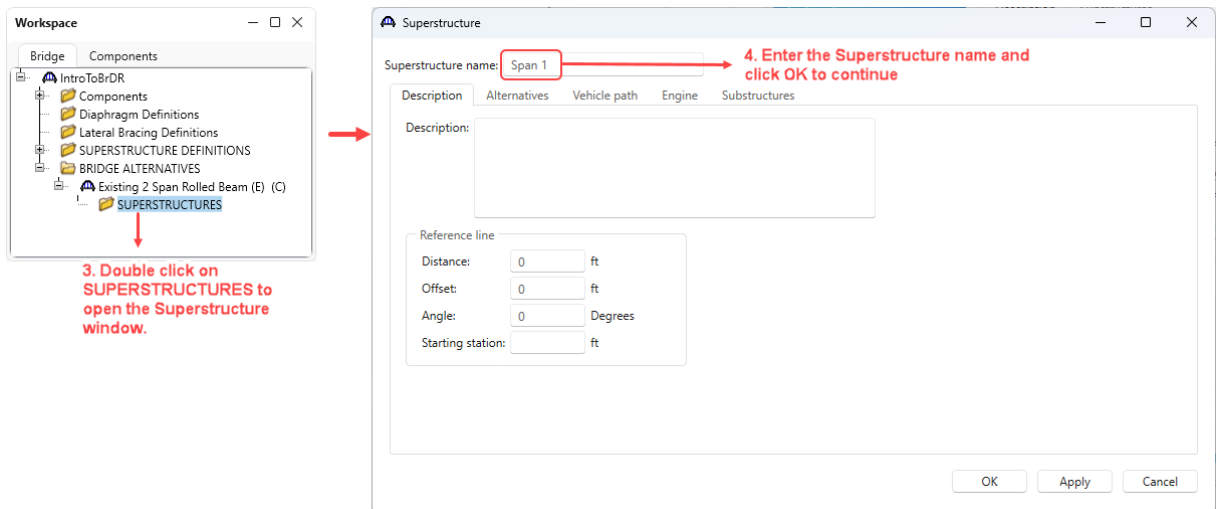 Workspace
Bridge
Components
IntroToBrDR
Components
Diaphragm Definitions
Lateral Bracing Definitions
SUPERSTRUCTURE DEFINITIONS
BRIDGE ALTERNATIVES
Existing 2 Span Rolled Beam (E) (C)
SUPERSTRUCTURES
3. Double click on
SUPERSTRUCTURES to
open the Superstructure
window.
Superstructure
Superstructure name: Span 1
4. Enter the Superstructure name and
click OK to continue
Description Alternatives Vehicle path Engine Substructures
Description:
Reference line
Distance: 0 ft
Offset: 0 ft
Angle: 0 Degrees
Starting station: ft
OK Apply Cancel